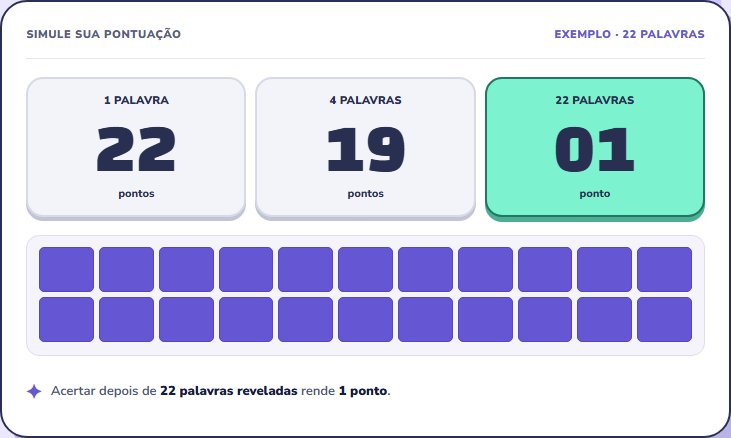 SIMULE SUA PONTUAÇÃO
EXEMPLO · 22 PALAVRAS
1 PALAVRA
22
pontos
4 PALAVRAS
19
pontos
22 PALAVRAS
01
ponto
Acertar depois de 22 palavras reveladas rende 1 ponto.